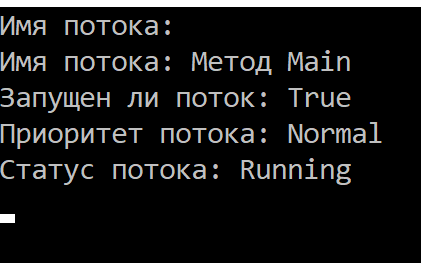 Имя потока:
Имя потока: Метод Main
Запущен ли поток: True
Приоритет потока: Normal
Статус потока: Running